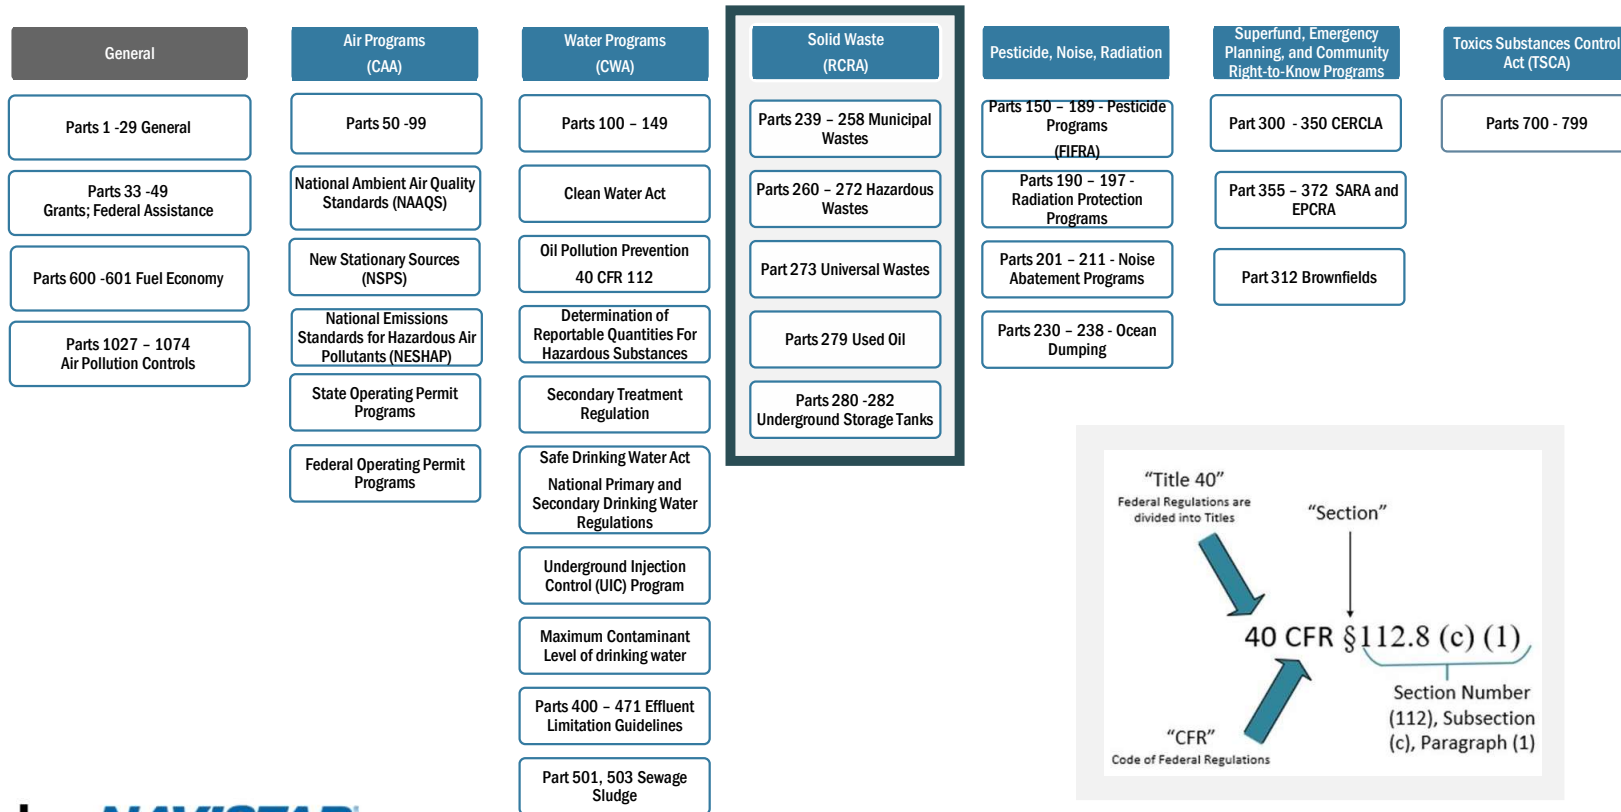 General
Parts 1 -29 General
Parts 33 -49
Grants; Federal Assistance
Parts 600 -601 Fuel Economy
Parts 1027 – 1074
Air Pollution Controls
Air Programs
(CAA)
Parts 50 -99
National Ambient Air Quality
Standards (NAAQS)
New Stationary Sources
(NSPS)
National Emissions
Standards for Hazardous Air
Pollutants (NESHAP)
State Operating Permit
Programs
Federal Operating Permit
Programs
Water Programs
(CWA)
Parts 100 – 149
Clean Water Act
Oil Pollution Prevention
40 CFR 112
Determination of
Reportable Quantities For
Hazardous Substances
Secondary Treatment
Regulation
Safe Drinking Water Act
National Primary and
Secondary Drinking Water
Regulations
Underground Injection
Control (UIC) Program
Maximum Contaminant
Level of drinking water
Parts 400 – 471 Effluent
Limitation Guidelines
Part 501, 503 Sewage
Sludge
Solid Waste
(RCRA)
Parts 239 – 258 Municipal
Wastes
Parts 260 – 272 Hazardous
Wastes
Part 273 Universal Wastes
Parts 279 Used Oil
Parts 280 -282
Underground Storage Tanks
Pesticide, Noise, Radiation
Parts 150 – 189 - Pesticide
Programs
(FIFRA)
Parts 190 – 197 -
Radiation Protection
Programs
Parts 201 – 211 - Noise
Abatement Programs
Parts 230 – 238 - Ocean
Dumping
Superfund, Emergency
Planning, and Community
Right-to-Know Programs
Part 300 - 350 CERCLA
Part 355 – 372 SARA and
EPCRA
Part 312 Brownfields
Toxics Substances Control
Act (TSCA)
Parts 700 - 799
"Title 40"
Federal Regulations are
divided into Titles
"Section"
40 CFR §112.8 (c) (1)
Section Number
(112), Subsection
(c), Paragraph (1)
"CFR"
Code of Federal Regulations
NAVISTAR